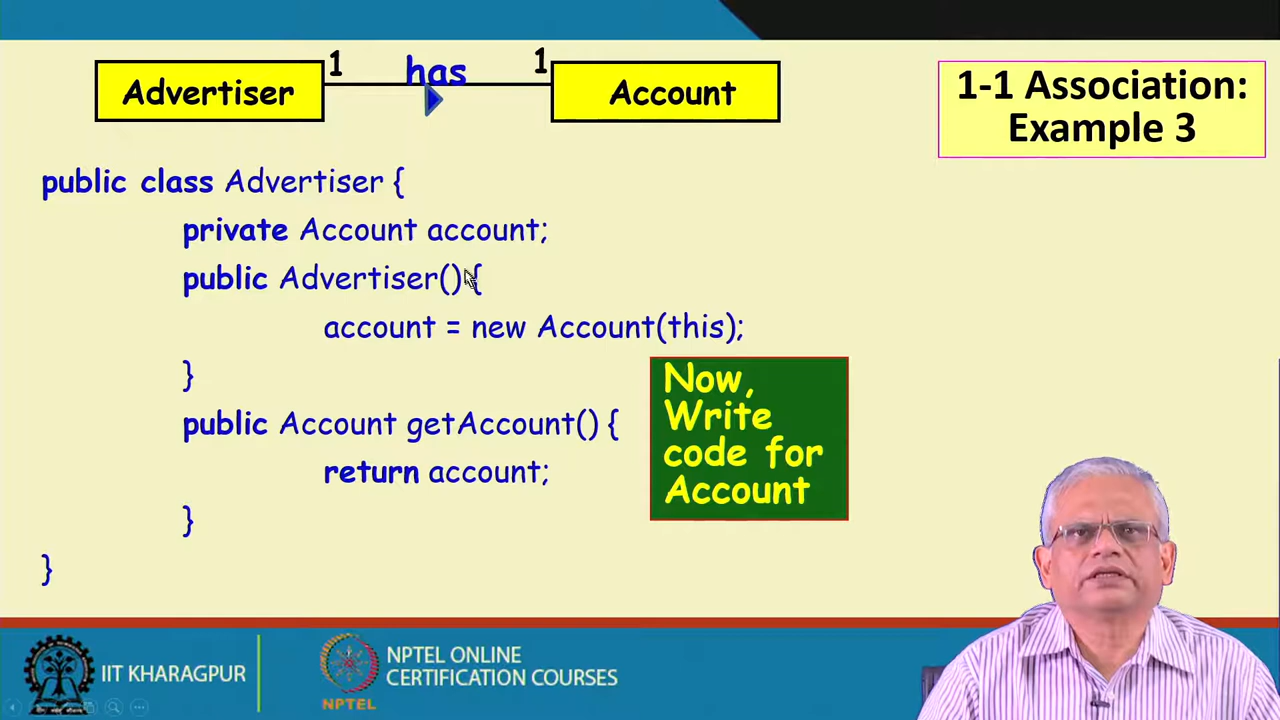 1 has 1
Advertiser
Account
1-1 Association:
Example 3
public class Advertiser {
private Account account;
public Advertiser() {
account = new Account(this);
}
public Account getAccount() {
return account;
}
}
Now,
Write
code for
Account
IIT KHARAGPUR
NPTEL
NPTEL ONLINE
CERTIFICATION COURSES